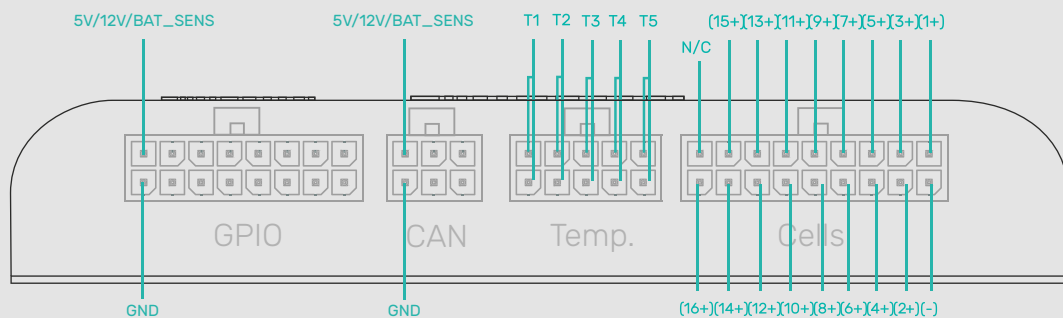 5V/12V/BAT_SENS 5V/12V/BAT_SENS T1 T2 T3 T4 T5 (15+)(13+)(11+)(9+)(7+)(5+)(3+)(1+)
N/C
GPIO CAN Temp. Cells
GND GND (16+)(14+)(12+)(10+)(8+)(6+)(4+)(2+)(-)